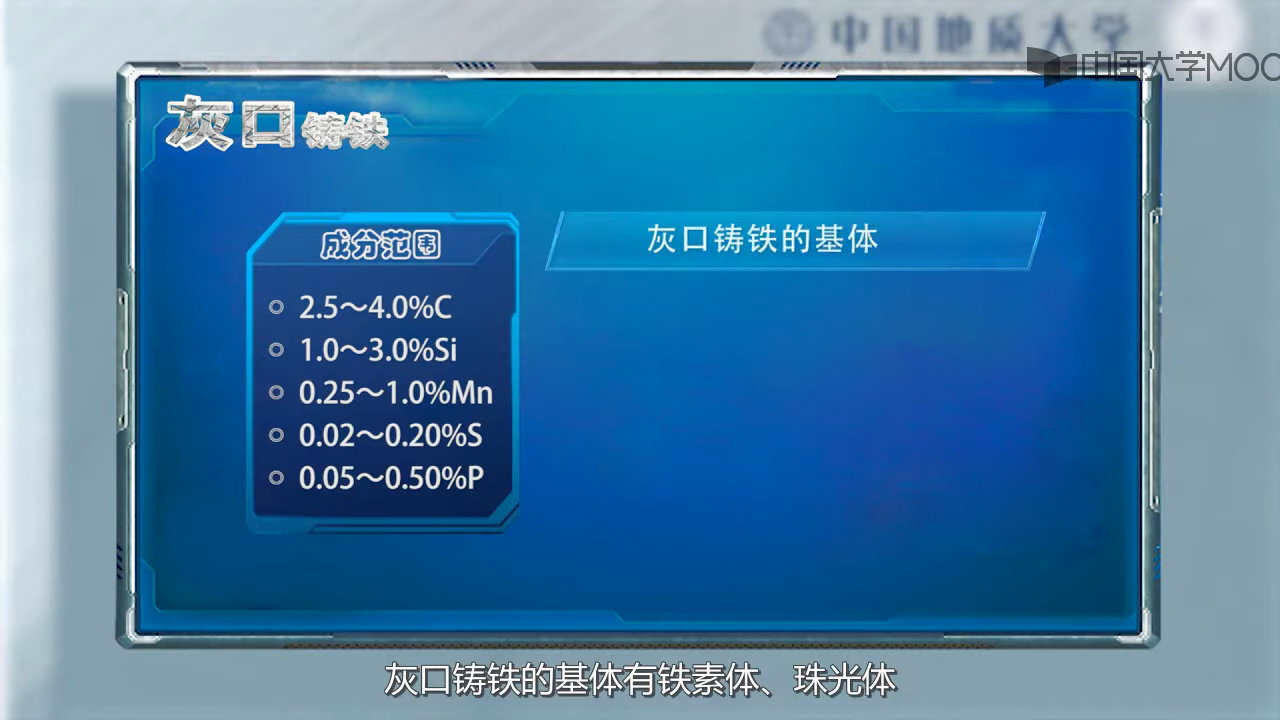 中国地质大学
中国大学MOOC
灰口铸铁
成分范围
2.5～4.0%C
1.0～3.0%Si
0.25～1.0%Mn
0.02～0.20%S
0.05～0.50%P
灰口铸铁的基体
灰口铸铁的基体有铁素体、珠光体